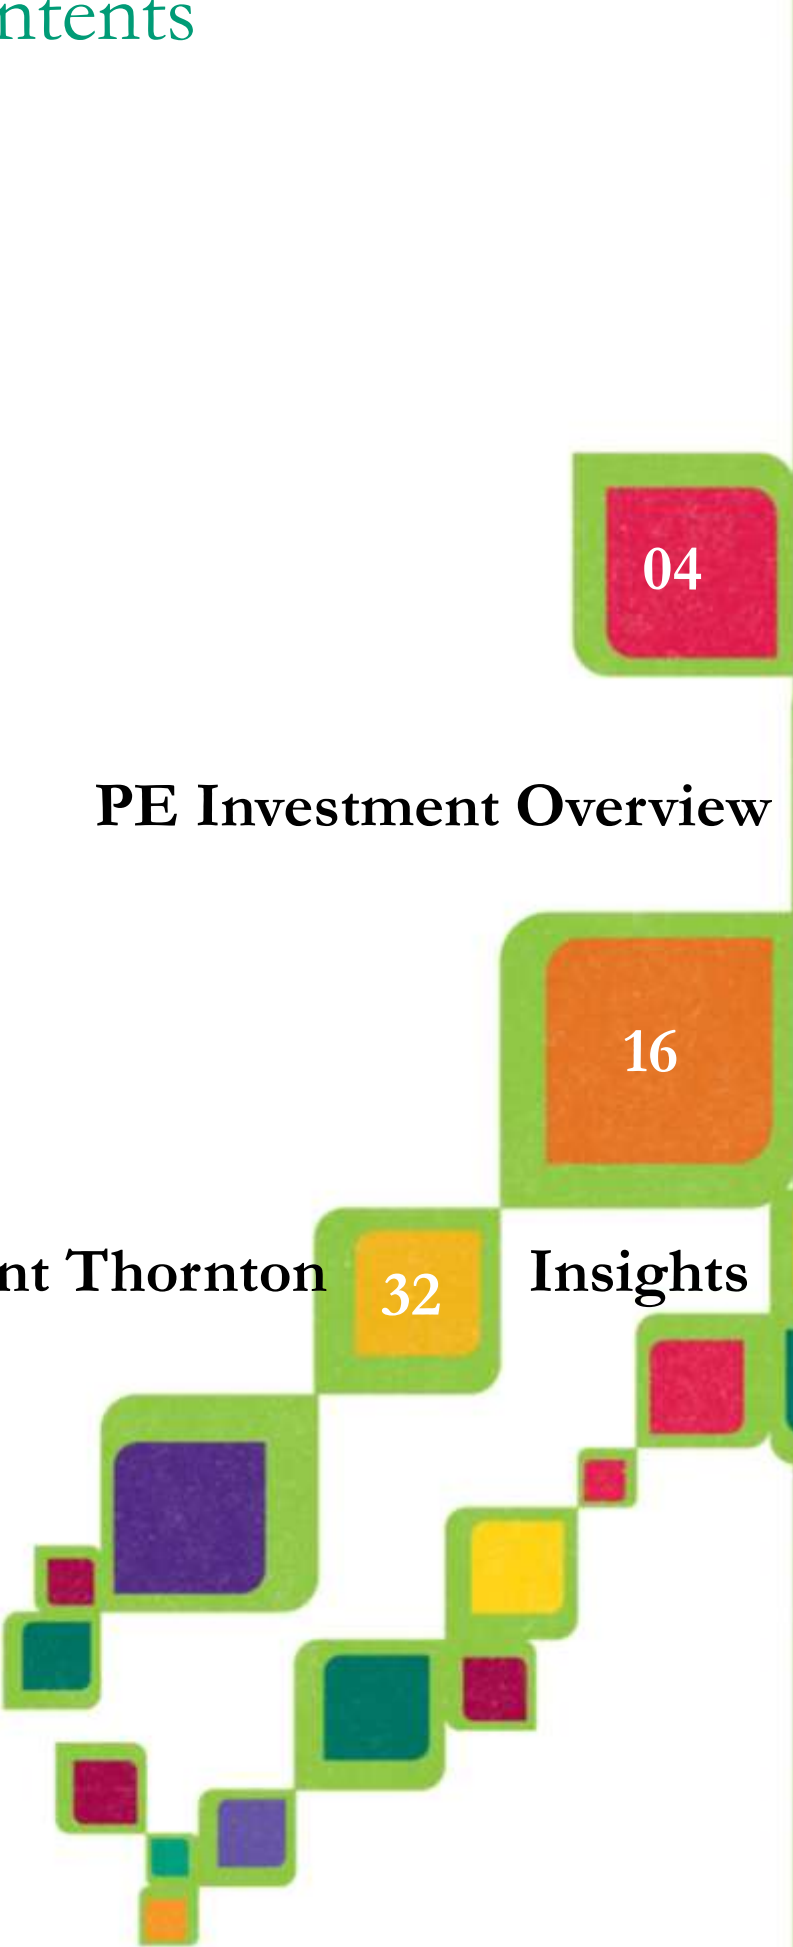 ntents
04
PE Investment Overview
16
nt Thornton
32
Insights